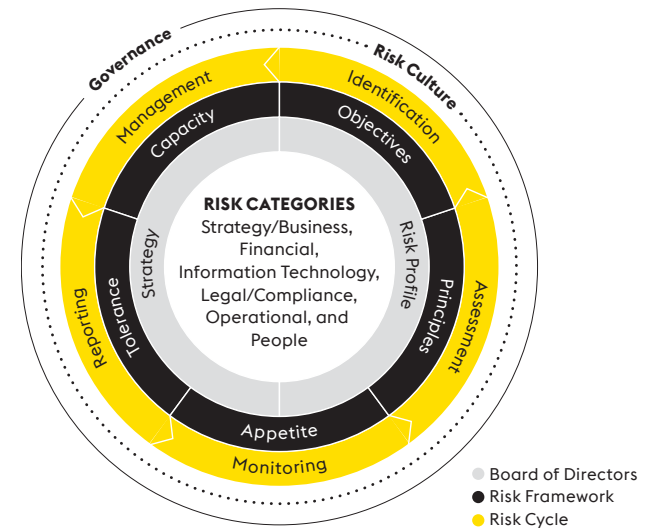 Governance
Risk Culture
Management
Identification
Capacity
Objectives
RISK CATEGORIES
Strategy/Business,
Financial,
Information Technology,
Legal/Compliance,
Operational, and
People
Strategy
Risk Profile
Reporting
Tolerance
Principles
Assessment
Appetite
Monitoring
Board of Directors
Risk Framework
Risk Cycle